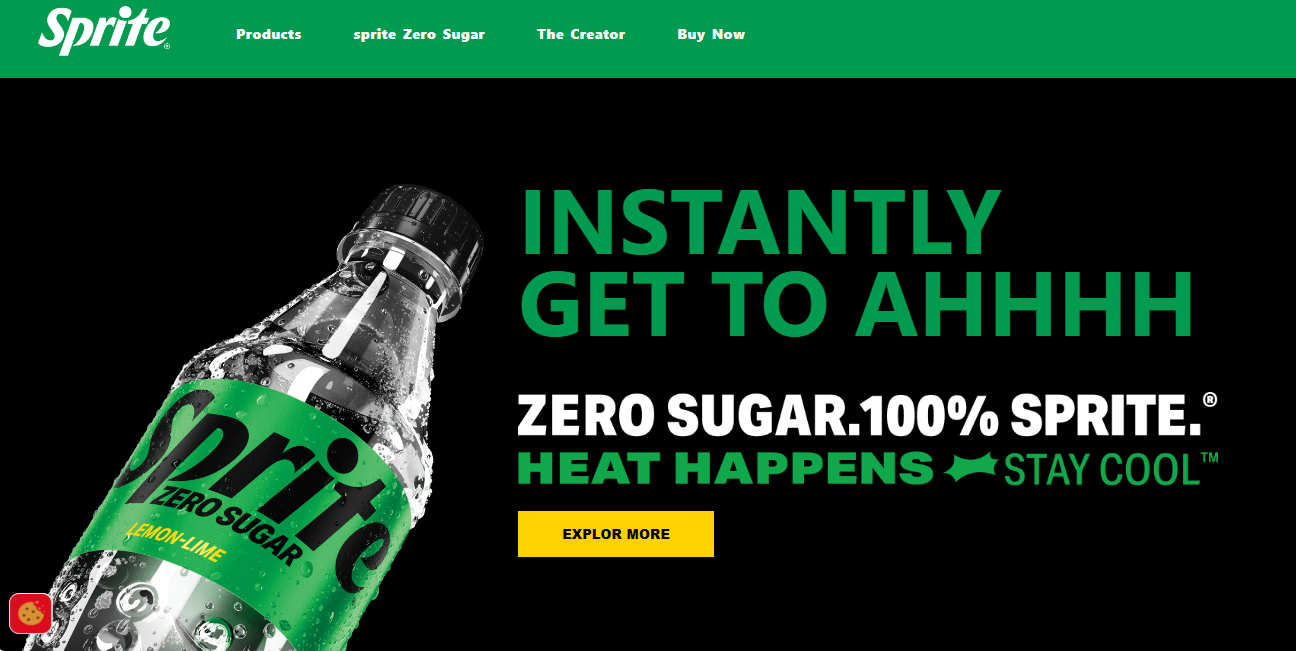 Sprite®
Products
sprite Zero Sugar
The Creator
Buy Now
INSTANTLY
GET TO AHHHH
ZERO SUGAR.100% SPRITE.®
HEAT HAPPENS STAY COOL™
EXPLOR MORE
Sprite
ZERO SUGAR
LEMON-LIME